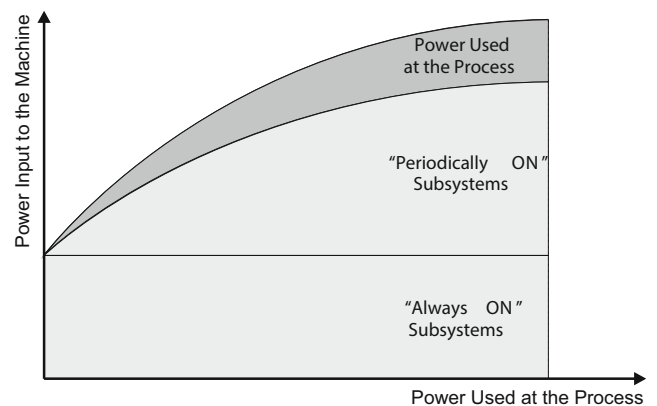 Power Input to the Machine
Power Used
at the Process
“Periodically ON”
Subsystems
“Always ON”
Subsystems
Power Used at the Process